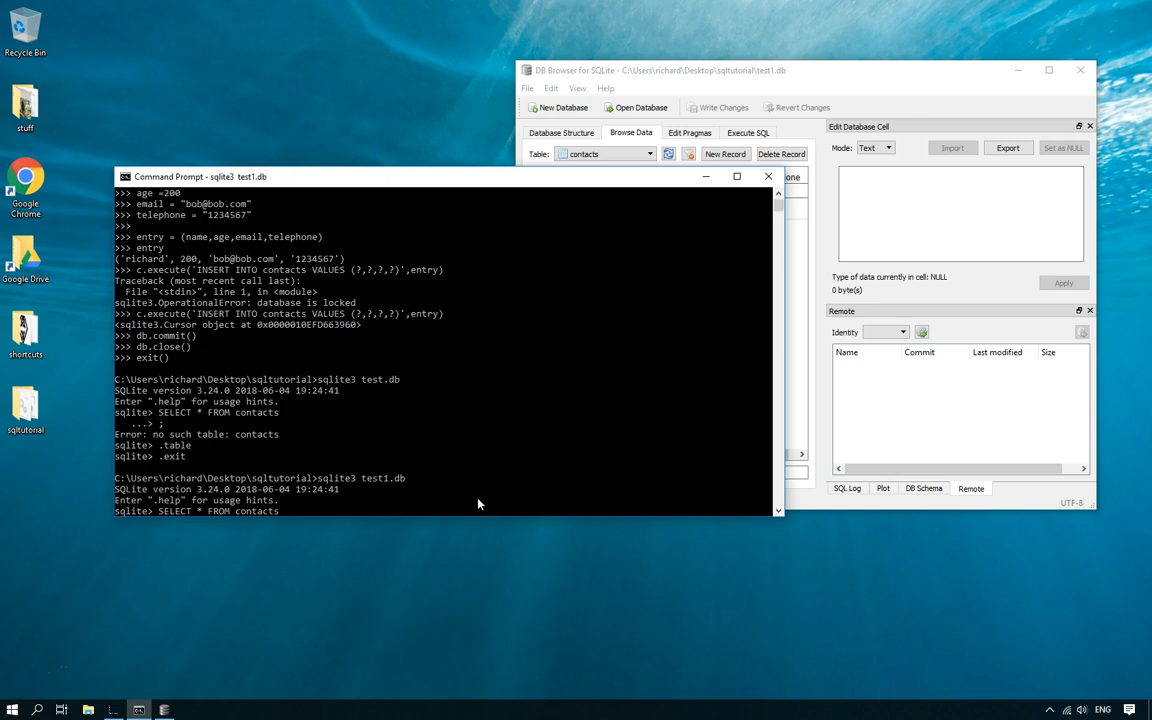 Recycle Bin
stuff
Google
Chrome
Google Drive
shortcuts
sqltutorial
DB Browser for SQLite - C:\Users\richard\Desktop\sqltutorial\test1.db
File Edit View Help
New Database Open Database Write Changes Revert Changes
Database Structure Browse Data Edit Pragmas Execute SQL
Table: contacts New Record Delete Record
one
Edit Database Cell
Mode: Text Import Export Set as NULL
Type of data currently in cell: NULL
0 byte(s)
Apply
Remote
Identity
Name Commit Last modified Size
SQL Log Plot DB Schema Remote
UTF-8
Command Prompt - sqlite3 test1.db
>>> age =200
>>> email = "bob@bob.com"
>>> telephone = "1234567"
>>>
>>> entry = (name,age,email,telephone)
>>> entry
('richard', 200, 'bob@bob.com', '1234567')
>>> c.execute('INSERT INTO contacts VALUES (?,?,?,?)',entry)
Traceback (most recent call last):
  File "<stdin>", line 1, in <module>
sqlite3.OperationalError: database is locked
>>> c.execute('INSERT INTO contacts VALUES (?,?,?,?)',entry)
<sqlite3.Cursor object at 0x0000010EFD663960>
>>> db.commit()
>>> db.close()
>>> exit()
C:\Users\richard\Desktop\sqltutorial>sqlite3 test.db
SQLite version 3.24.0 2018-06-04 19:24:41
Enter ".help" for usage hints.
sqlite> SELECT * FROM contacts
   ...> ;
Error: no such table: contacts
sqlite> .table
sqlite> .exit
C:\Users\richard\Desktop\sqltutorial>sqlite3 test1.db
SQLite version 3.24.0 2018-06-04 19:24:41
Enter ".help" for usage hints.
sqlite> SELECT * FROM contacts
ENG